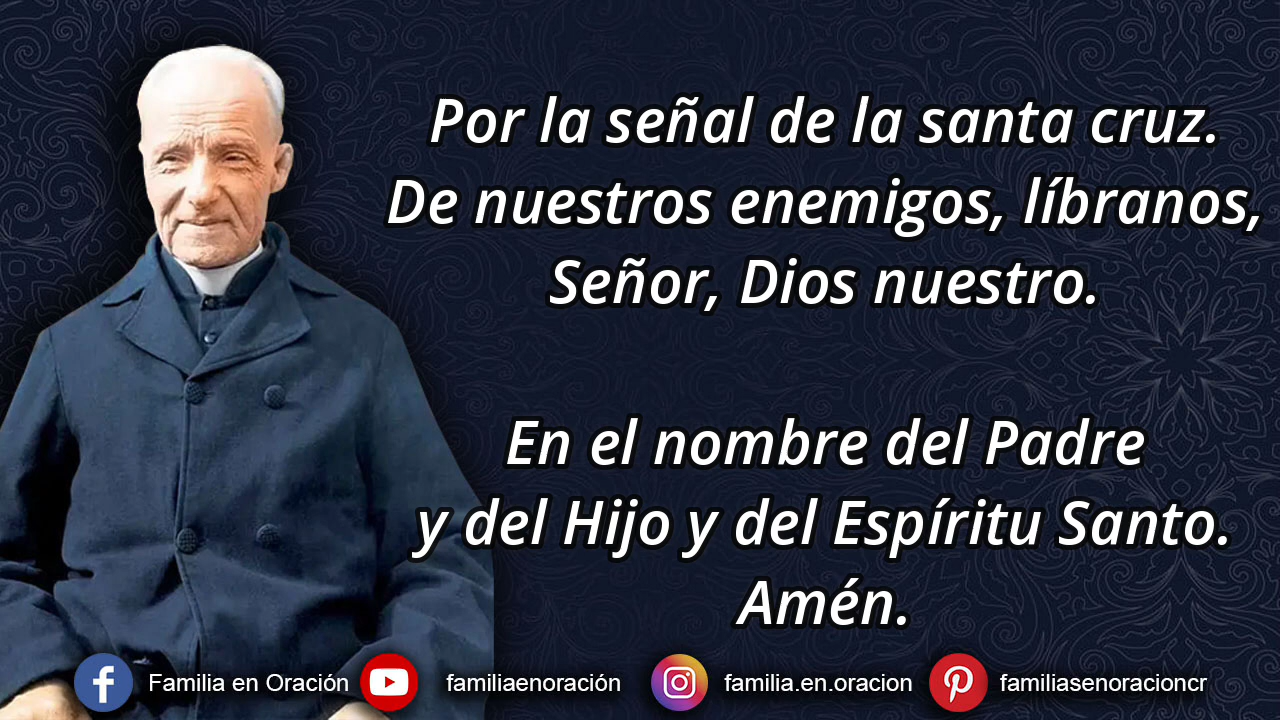 Por la señal de la santa cruz.
De nuestros enemigos, líbranos,
Señor, Dios nuestro.
En el nombre del Padre
y del Hijo y del Espíritu Santo.
Amén.
Familia en Oración
familiaenoración
familia.en.oracion
familiasenoracioncr